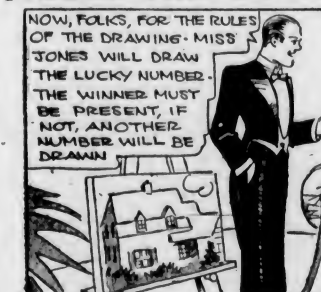 NOW, FOLKS, FOR THE RULES
OF THE DRAWING. MISS
JONES WILL DRAW
THE LUCKY NUMBER.
THE WINNER MUST
BE PRESENT, IF
NOT, ANOTHER
NUMBER WILL BE
DRAWN